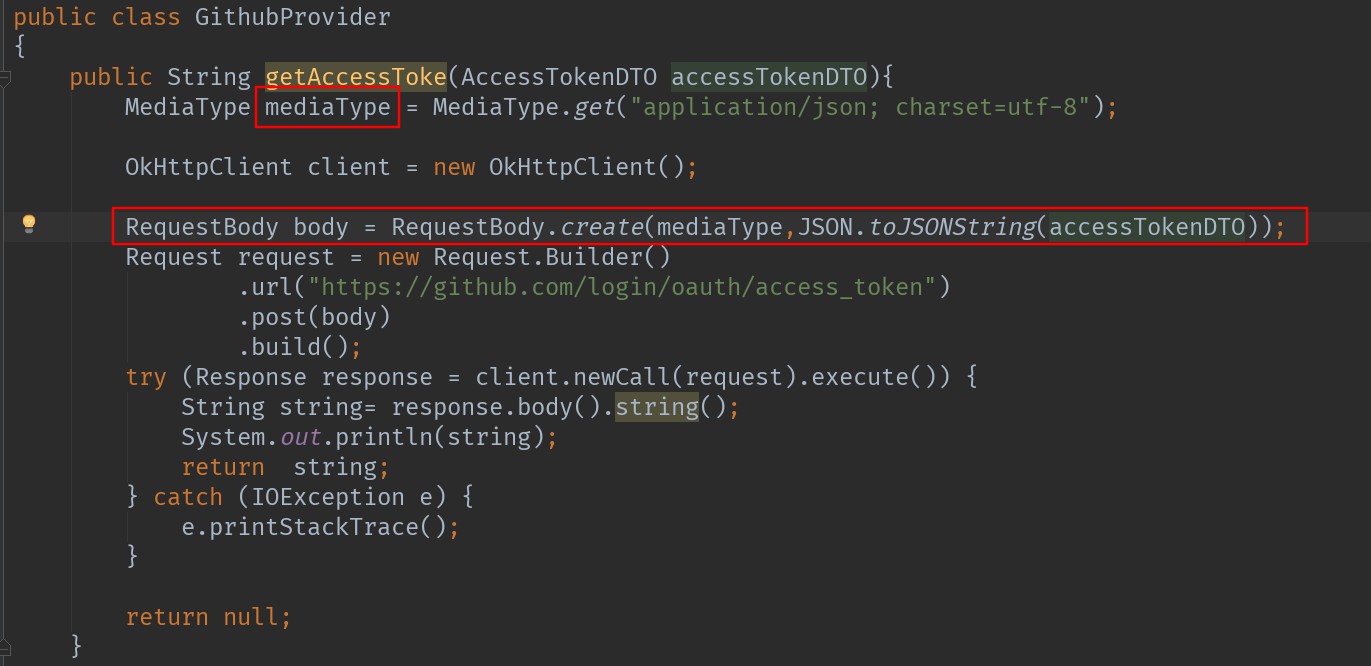 public class GithubProvider
{
public String getAccessToke(AccessTokenDTO accessTokenDTO){
MediaType mediaType = MediaType.get("application/json; charset=utf-8");
OkHttpClient client = new OkHttpClient();
RequestBody body = RequestBody.create(mediaType,JSON.toJSONString(accessTokenDTO));
Request request = new Request.Builder()
.url("https://github.com/login/oauth/access_token")
.post(body)
.build();
try (Response response = client.newCall(request).execute()) {
String string= response.body().string();
System.out.println(string);
return  string;
} catch (IOException e) {
e.printStackTrace();
}
return null;
}